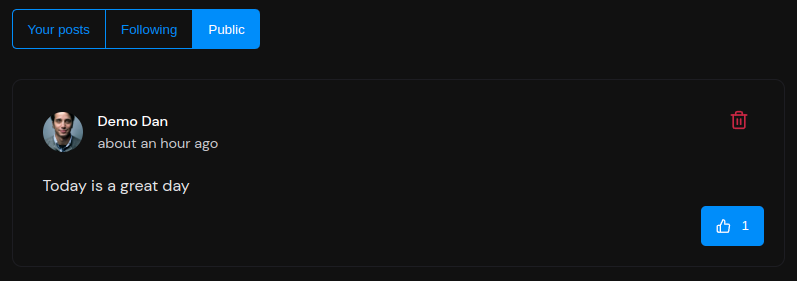 Your posts Following Public
Demo Dan
about an hour ago
Today is a great day
1